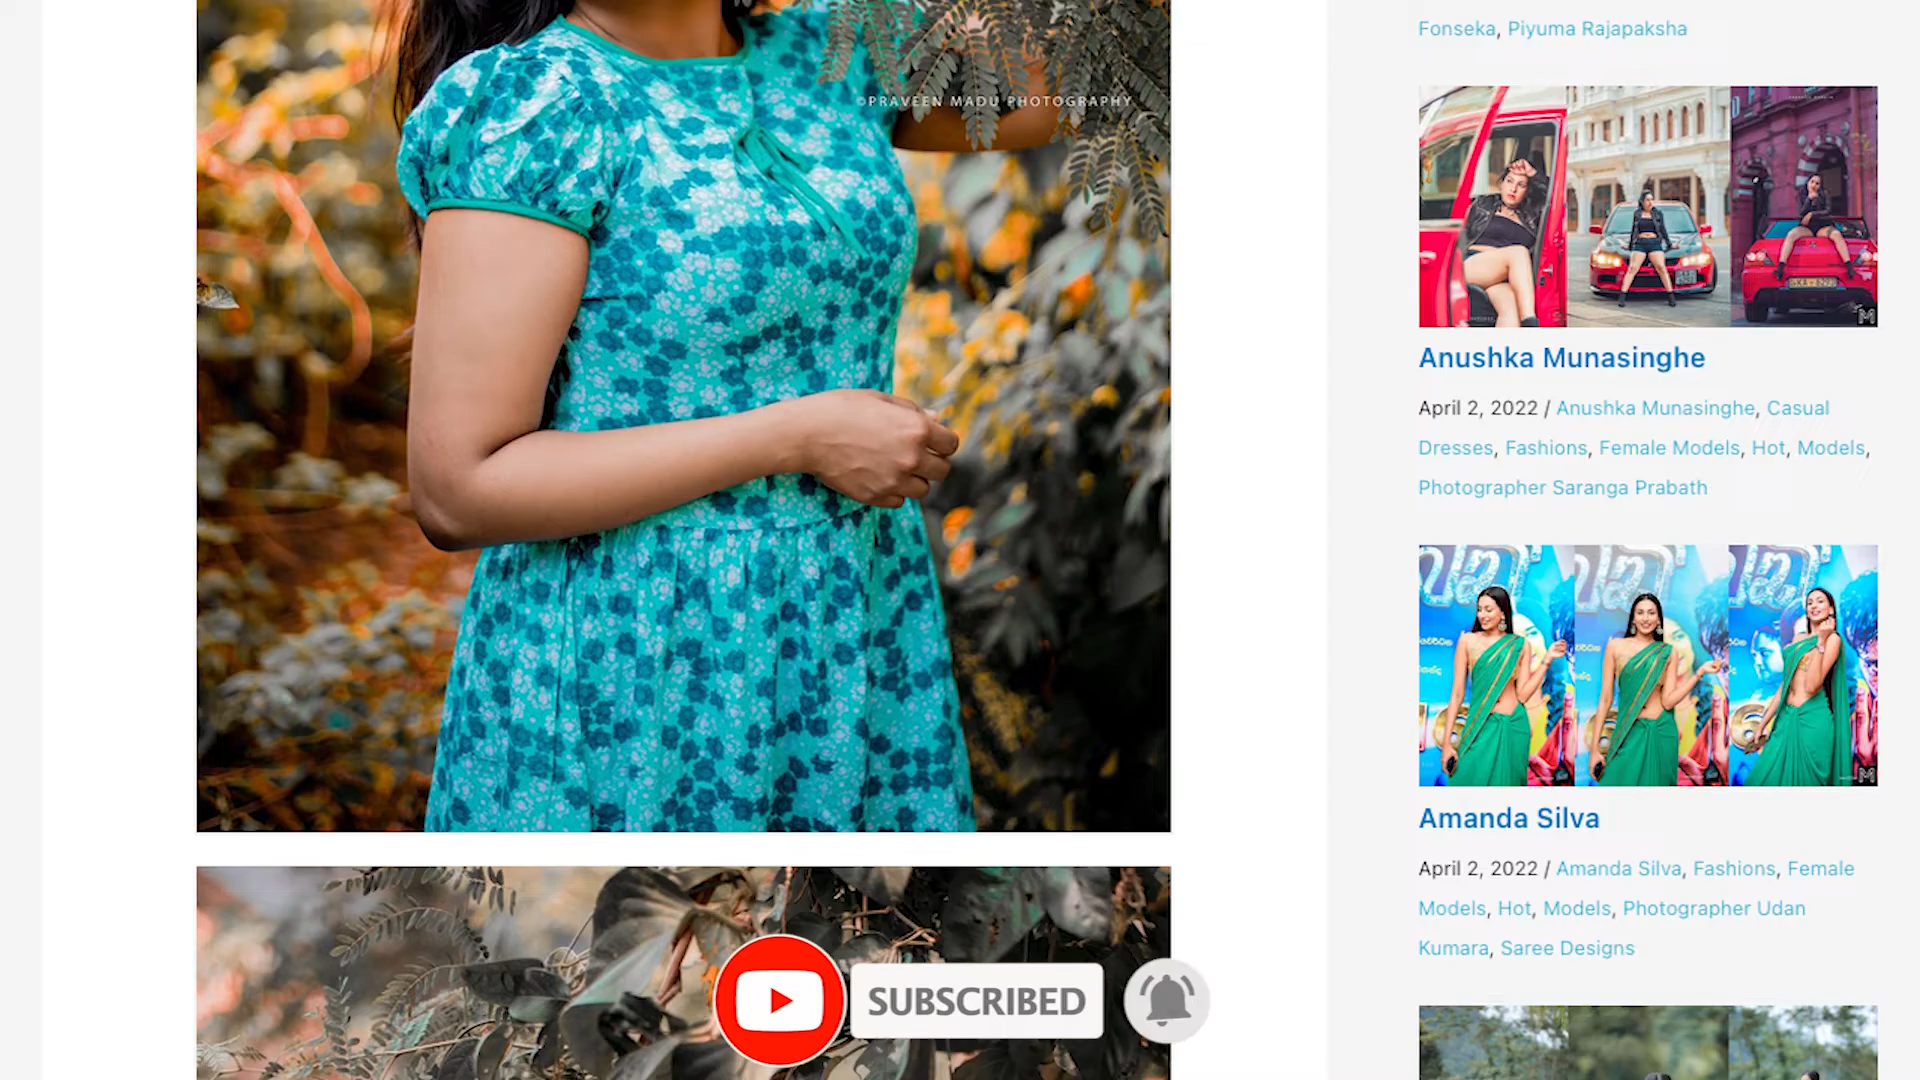 Fonseka, Piyuma Rajapaksha
©PRAVEEN MADU PHOTOGRAPHY
Anushka Munasinghe
April 2, 2022 / Anushka Munasinghe, Casual
Dresses, Fashions, Female Models, Hot, Models,
Photographer Saranga Prabath
Amanda Silva
April 2, 2022 / Amanda Silva, Fashions, Female
Models, Hot, Models, Photographer Udan
Kumara, Saree Designs
SUBSCRIBED